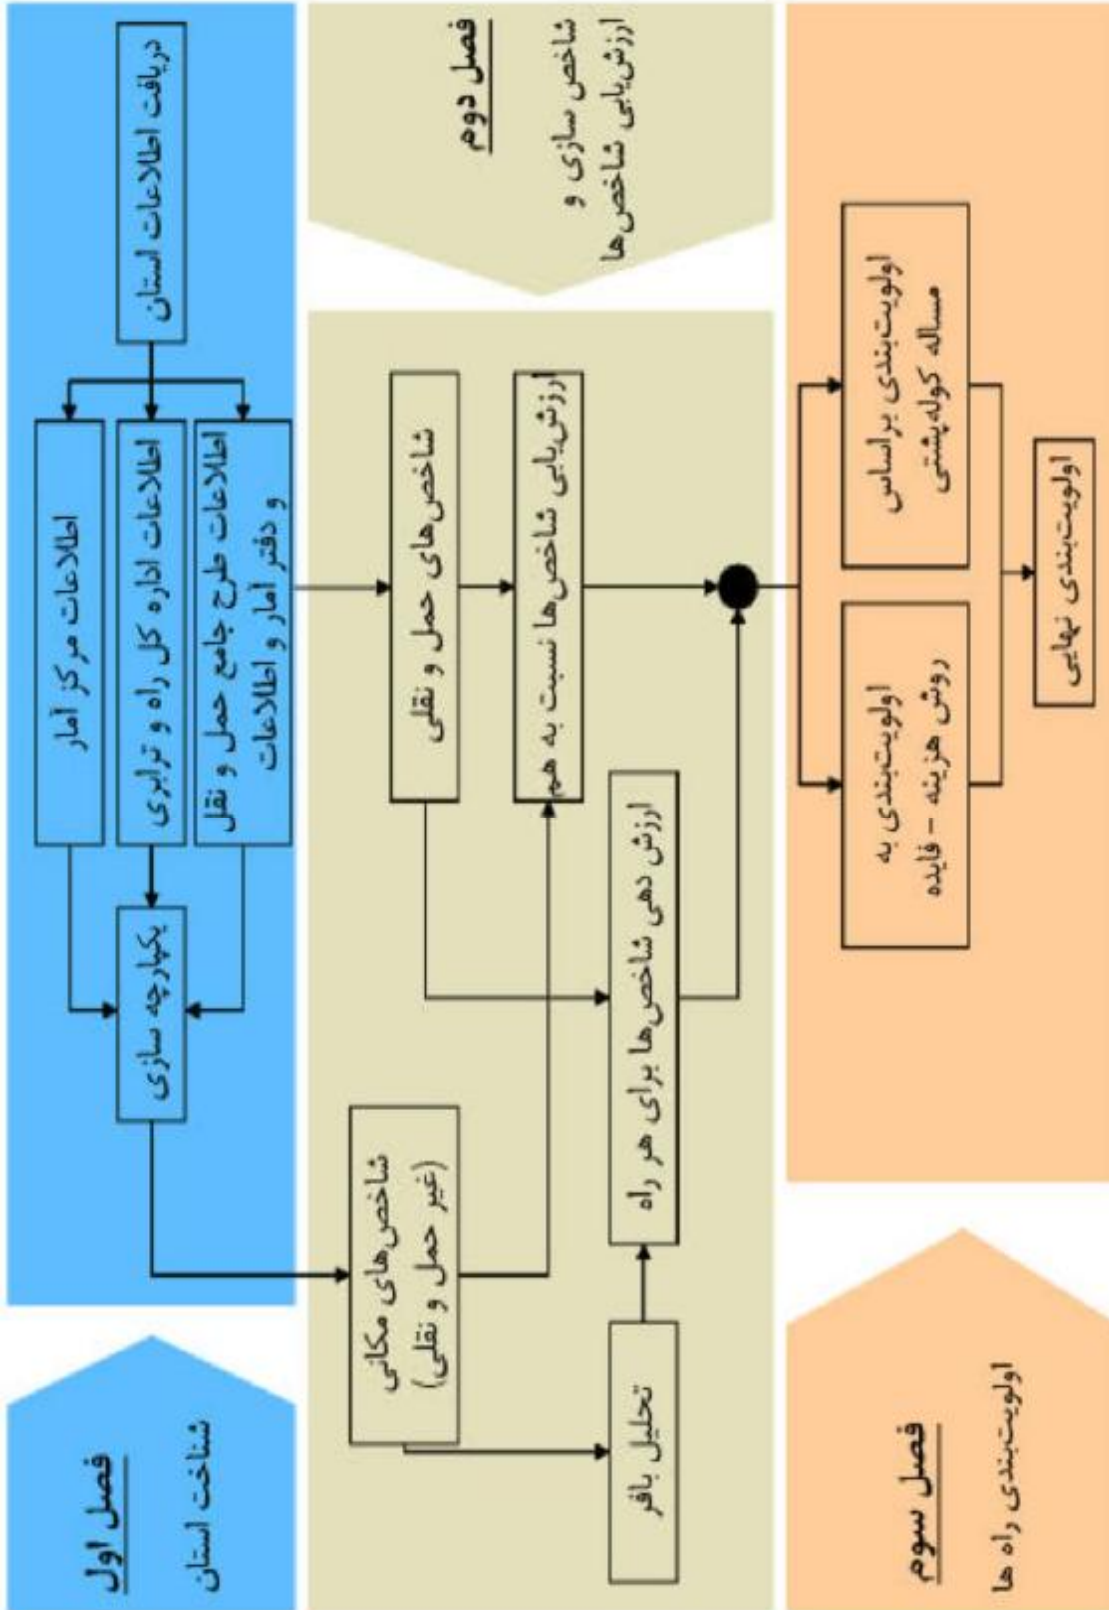 فصل اول
شناخت استان
دریافت اطلاعات استان
اطلاعات مرکز آمار
اطلاعات اداره کل راه و ترابری
اطلاعات طرح جامع حمل و نقل
و دفتر آمار و اطلاعات
یکپارچه سازی
فصل دوم
شاخص سازی و
ارزش‌یابی شاخص‌ها
شاخص‌های حمل و نقلی
ارزش‌یابی شاخص‌ها نسبت به هم
شاخص‌های مکانی
(غیر حمل و نقلی)
تحلیل بافر
ارزش دهی شاخص‌ها برای هر راه
فصل سوم
اولویت‌بندی راه ها
اولویت‌بندی براساس
مساله کوله‌پشتی
اولویت‌بندی به
روش هزینه - فایده
اولویت‌بندی نهایی